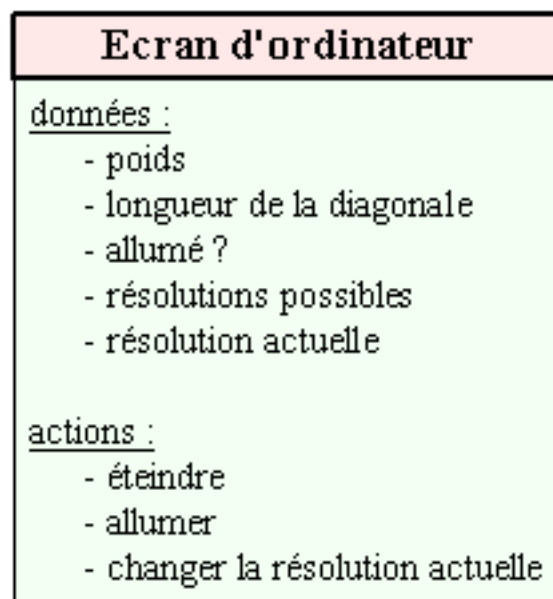 Ecran d'ordinateur
données :
- poids
- longueur de la diagonale
- allumé ?
- résolutions possibles
- résolution actuelle
actions :
- éteindre
- allumer
- changer la résolution actuelle